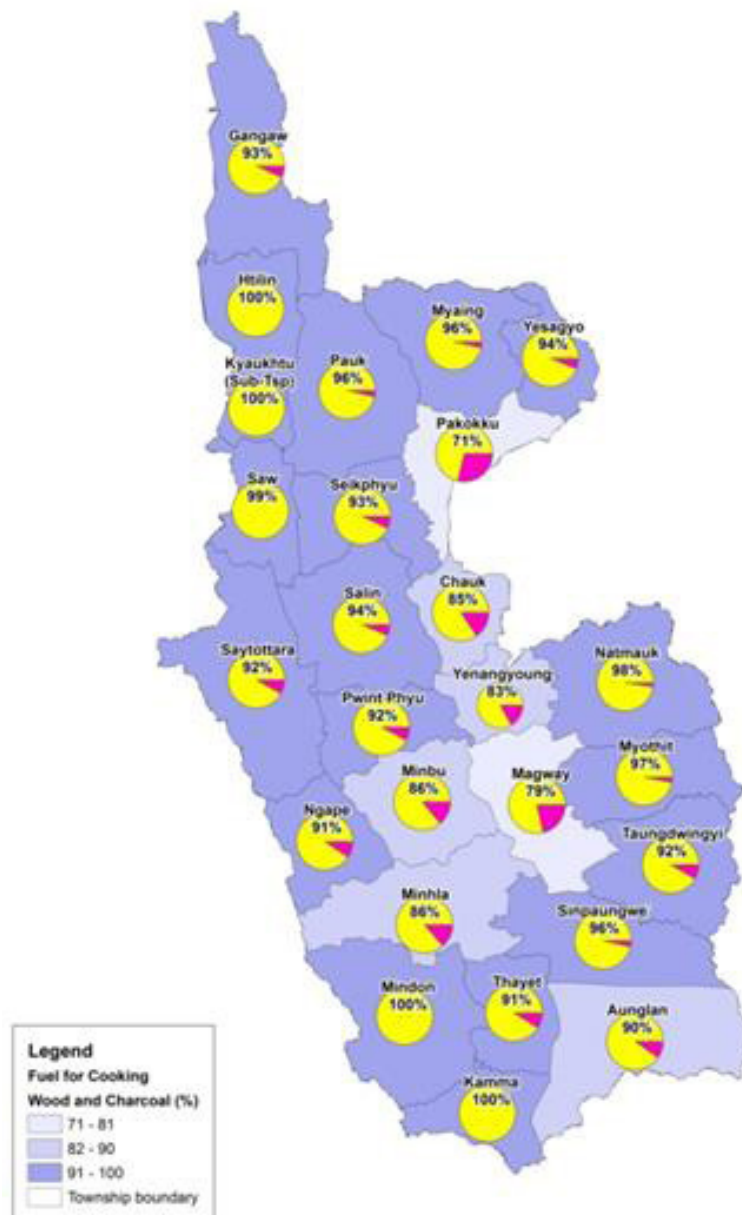 Gangaw
93%
Htilin
100%
Myaing
96%
Yesagyo
94%
Pauk
96%
Kyaukhtu
(Sub-Tsp)
100%
Pakokku
71%
Saw
99%
Seikphyu
93%
Chauk
85%
Salin
94%
Saytottara
92%
Natmauk
98%
Yenangyoung
83%
Pwint Phyu
92%
Myothit
97%
Minbu
86%
Magway
79%
Ngape
91%
Taungdwingyi
92%
Minhla
86%
Sinpaungwe
96%
Mindon
100%
Thayet
91%
Aunglan
90%
Kamma
100%
Legend
Fuel for Cooking
Wood and Charcoal (%)
71 - 81
82 - 90
91 - 100
Township boundary